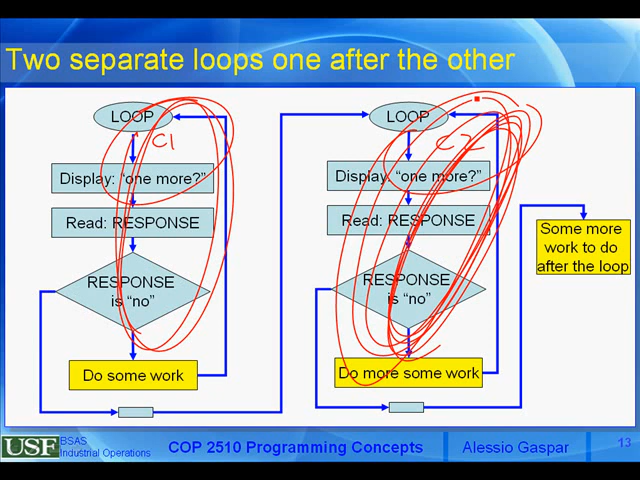 Two separate loops one after the other
LOOP
C1
Display: “one more?”
Read: RESPONSE
RESPONSE
is “no”
Do some work
LOOP
C2
Display: “one more?”
Read: RESPONSE
RESPONSE
is “no”
Do more some work
Some more
work to do
after the loop
USF
BSAS
Industrial Operations
COP 2510 Programming Concepts
Alessio Gaspar
13